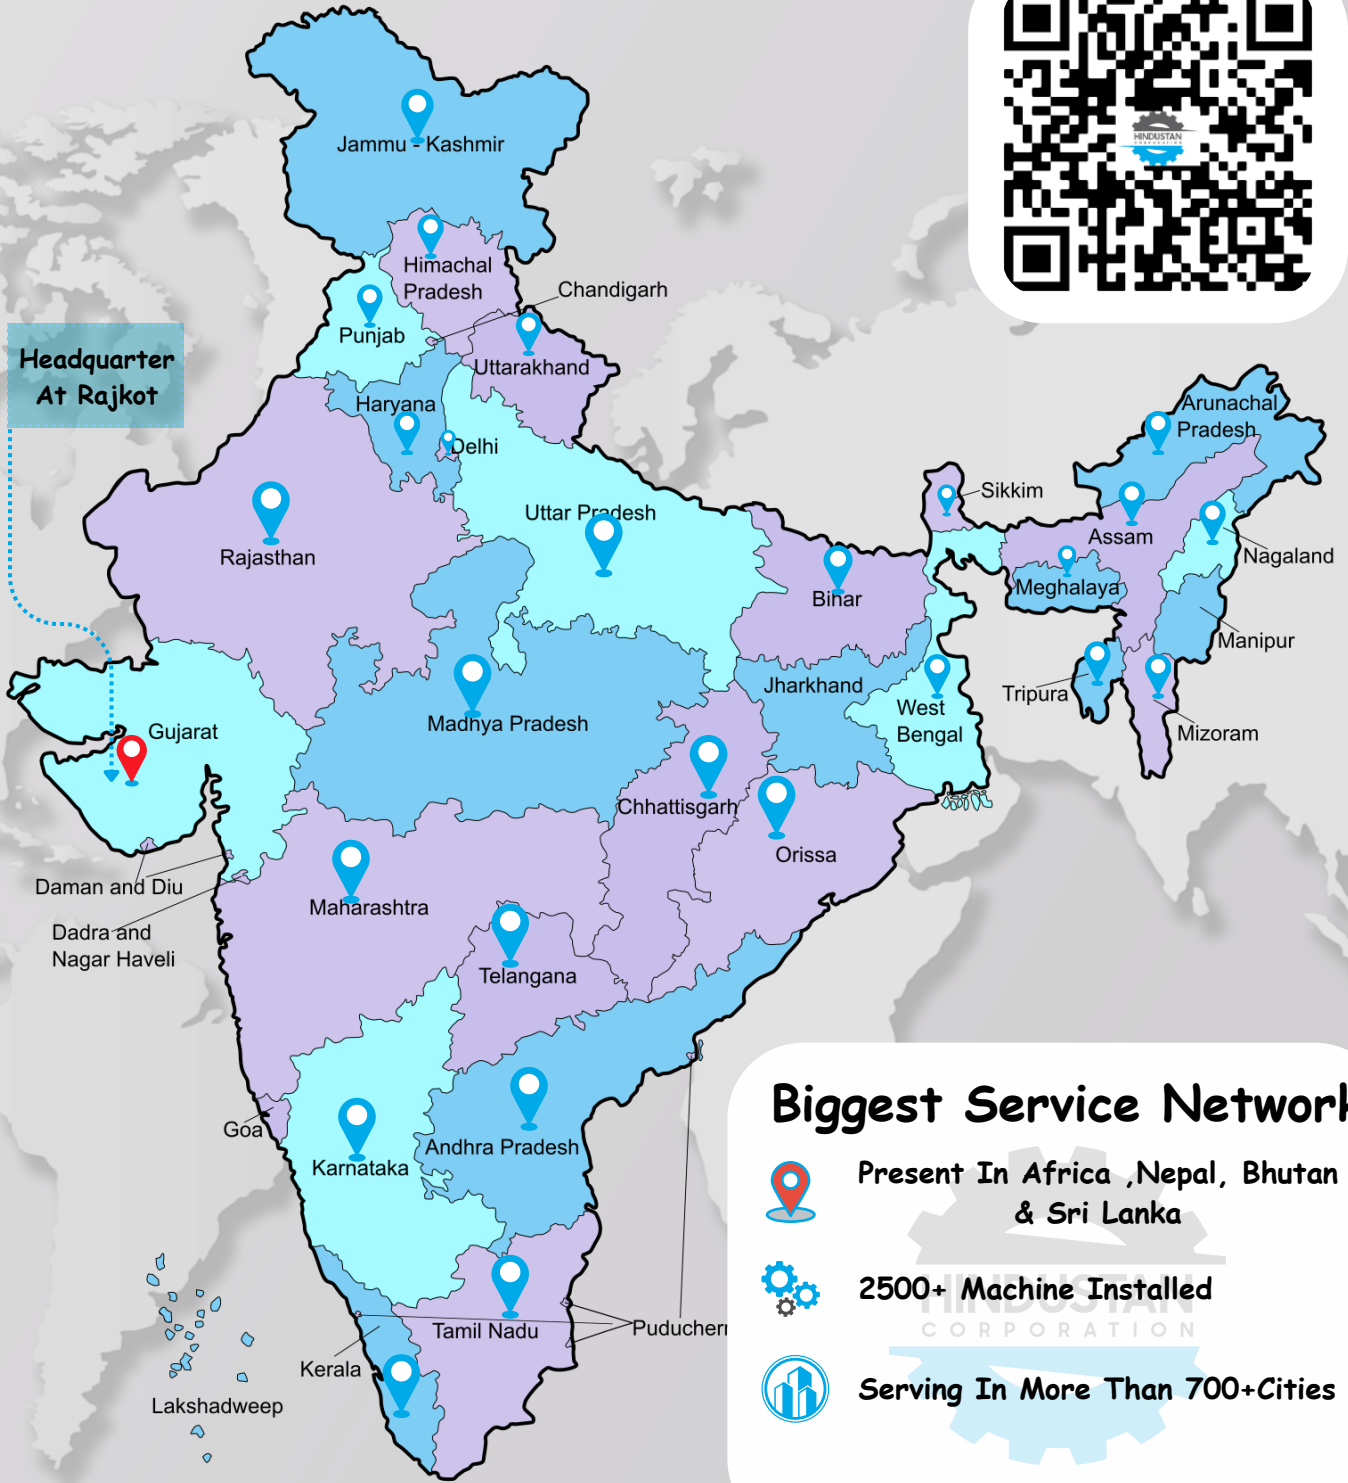 HINDUSTAN
CORPORATION
Jammu - Kashmir
Himachal
Pradesh
Chandigarh
Punjab
Uttarakhand
Headquarter
At Rajkot
Haryana
Delhi
Arunachal
Pradesh
Sikkim
Uttar Pradesh
Assam
Nagaland
Rajasthan
Meghalaya
Bihar
Manipur
Jharkhand
Tripura
West
Bengal
Madhya Pradesh
Gujarat
Mizoram
Chhattisgarh
Orissa
Daman and Diu
Maharashtra
Dadra and
Nagar Haveli
Telangana
Goa
Karnataka
Andhra Pradesh
Tamil Nadu
Puducherr
Kerala
Lakshadweep
Biggest Service Network
Present In Africa ,Nepal, Bhutan
& Sri Lanka
2500+ Machine Installed
HINDUSTAN
CORPORATION
Serving In More Than 700+Cities